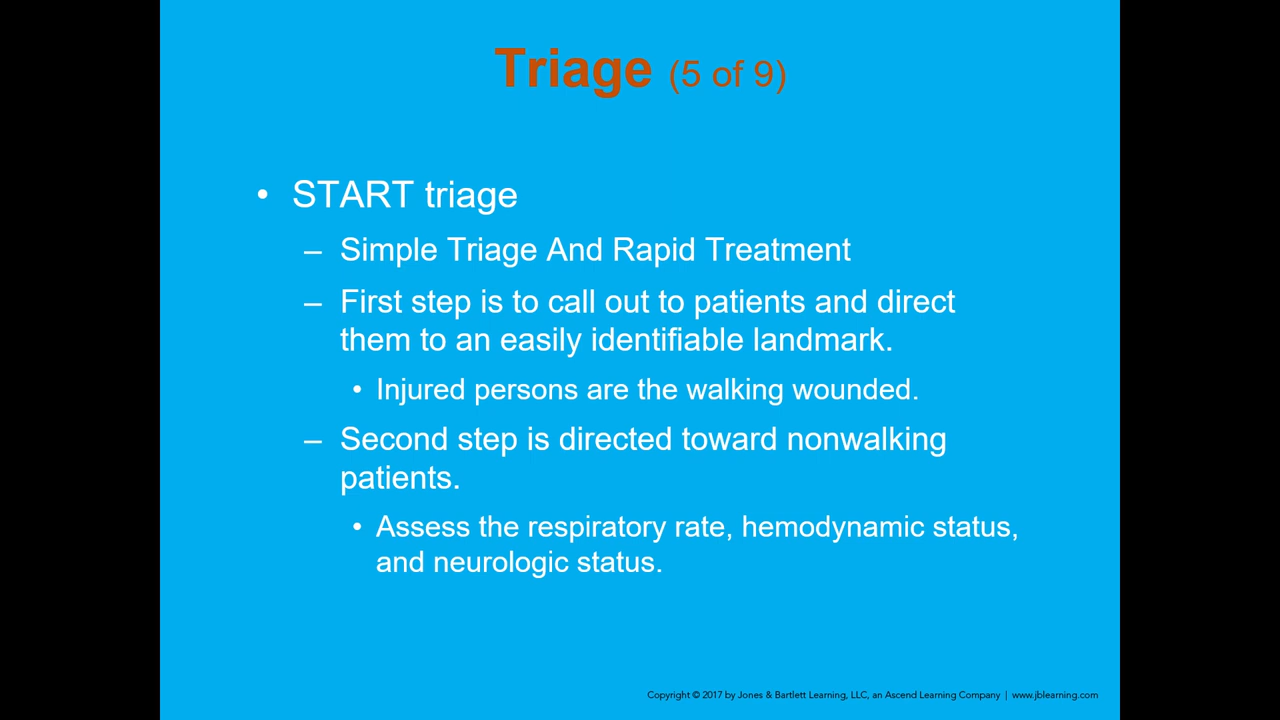 Triage (5 of 9)
• START triage
– Simple Triage And Rapid Treatment
– First step is to call out to patients and direct
them to an easily identifiable landmark.
• Injured persons are the walking wounded.
– Second step is directed toward nonwalking
patients.
• Assess the respiratory rate, hemodynamic status,
and neurologic status.
Copyright © 2017 by Jones & Bartlett Learning, LLC, an Ascend Learning Company | www.jblearning.com